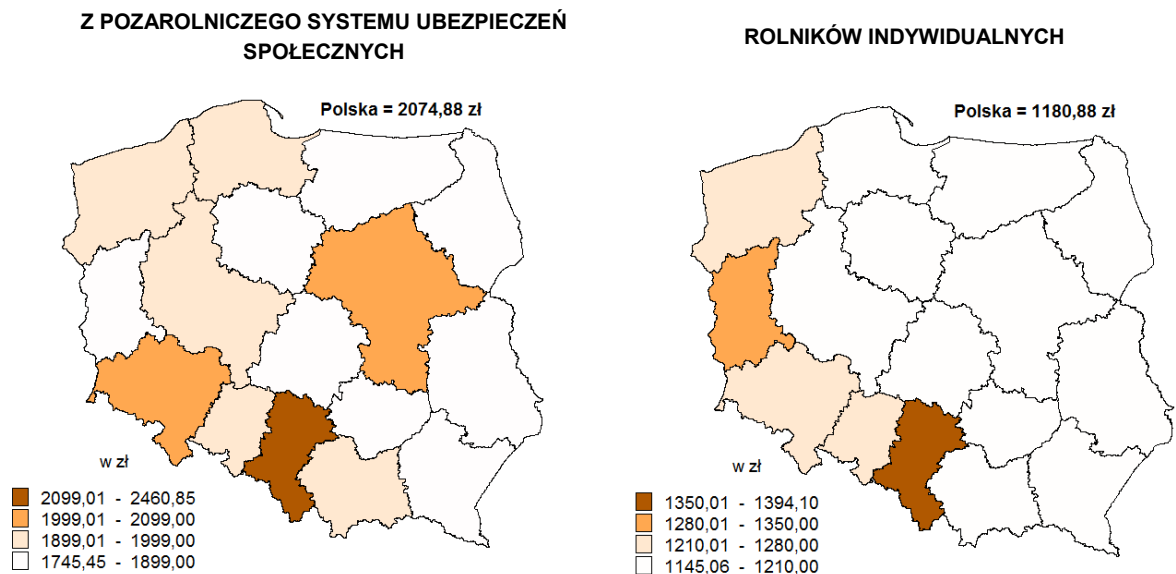 Z POZAROLNICZEGO SYSTEMU UBEZPIECZEŃ
SPOŁECZNYCH
Polska = 2074,88 zł
w zł
2099,01 - 2460,85
1999,01 - 2099,00
1899,01 - 1999,00
1745,45 - 1899,00
ROLNIKÓW INDYWIDUALNYCH
Polska = 1180,88 zł
w zł
1350,01 - 1394,10
1280,01 - 1350,00
1210,01 - 1280,00
1145,06 - 1210,00